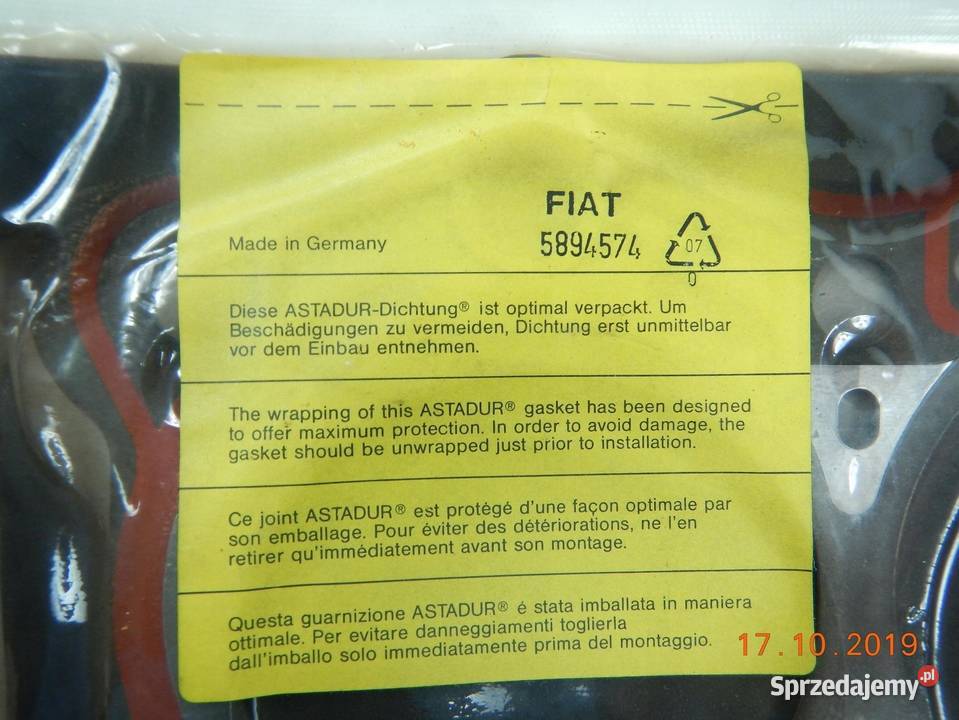 FIAT
Made in Germany
5894574
07
0
Diese ASTADUR-Dichtung® ist optimal verpackt. Um
Beschädigungen zu vermeiden, Dichtung erst unmittelbar
vor dem Einbau entnehmen.
The wrapping of this ASTADUR® gasket has been designed
to offer maximum protection. In order to avoid damage, the
gasket should be unwrapped just prior to installation.
Ce joint ASTADUR® est protégé d'une façon optimale par
son emballage. Pour éviter des détériorations, ne l'en
retirer qu'immédiatement avant son montage.
Questa guarnizione ASTADUR® é stata imballata in maniera
ottimale. Per evitare danneggiamenti toglierla
dall'imballo solo immediatamente prima del montaggio.
17.10.2019
Sprzedajemy.pl